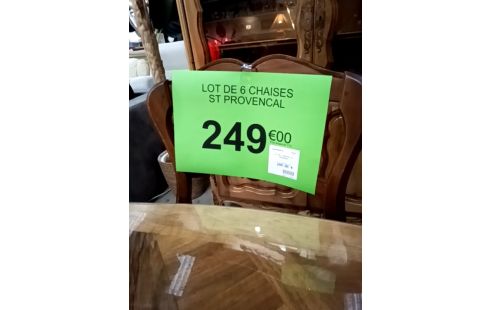 LOT DE 6 CHAISES
ST PROVENCAL
249€00